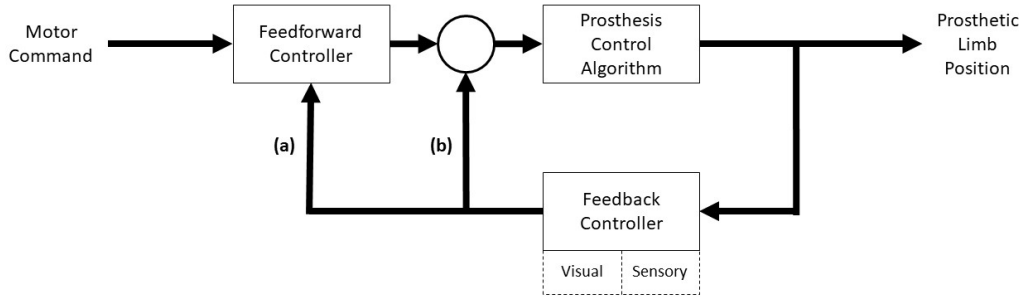 Motor
Command
Feedforward
Controller
Prosthesis
Control
Algorithm
Prosthetic
Limb
Position
(a)
(b)
Feedback
Controller
Visual
Sensory